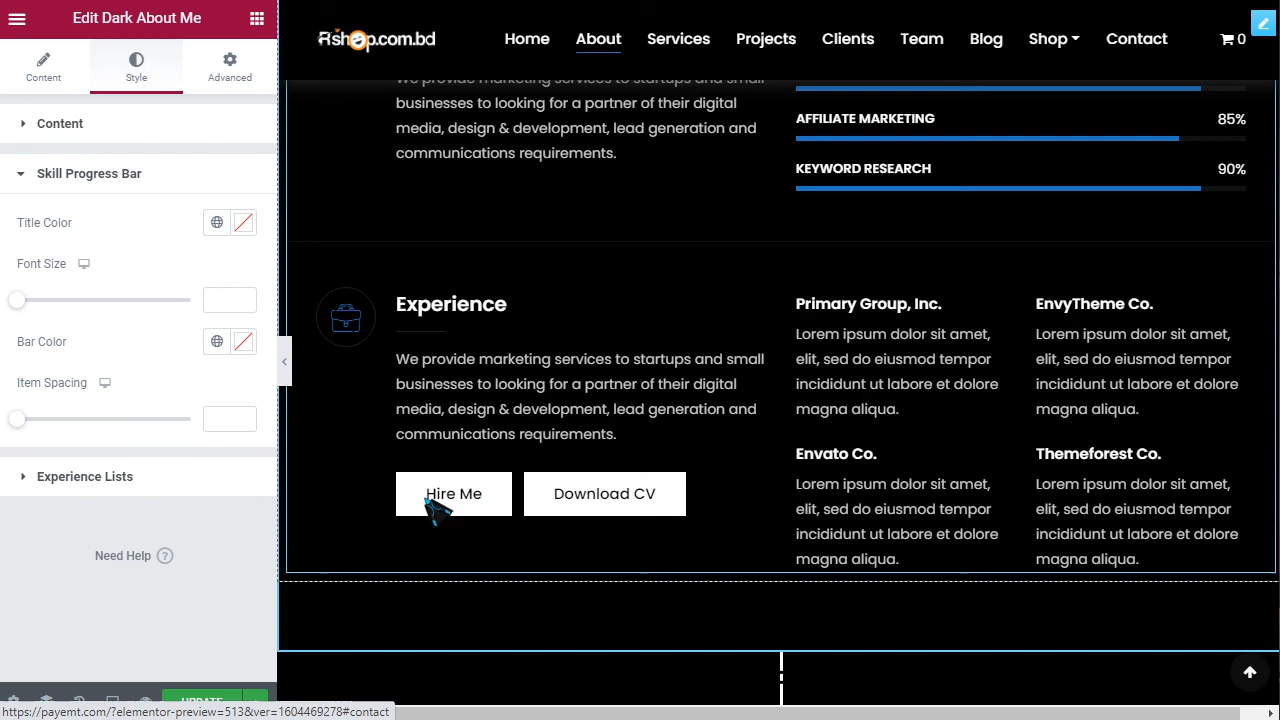 Edit Dark About Me
Content
Style
Advanced
Content
Skill Progress Bar
Title Color
Font Size
Bar Color
Item Spacing
Experience Lists
Need Help ?
UPDATE
https://payemt.com/?elementor-preview=513&ver=1604469278#contact
Rshop.com.bd
Home
About
Services
Projects
Clients
Team
Blog
Shop
Contact
0
We provide marketing services to startups and small
businesses to looking for a partner of their digital
media, design & development, lead generation and
communications requirements.
AFFILIATE MARKETING 85%
KEYWORD RESEARCH 90%
Experience
We provide marketing services to startups and small
businesses to looking for a partner of their digital
media, design & development, lead generation and
communications requirements.
Hire Me
Download CV
Primary Group, Inc.
Lorem ipsum dolor sit amet,
elit, sed do eiusmod tempor
incididunt ut labore et dolore
magna aliqua.
EnvyTheme Co.
Lorem ipsum dolor sit amet,
elit, sed do eiusmod tempor
incididunt ut labore et dolore
magna aliqua.
Envato Co.
Lorem ipsum dolor sit amet,
elit, sed do eiusmod tempor
incididunt ut labore et dolore
magna aliqua.
Themeforest Co.
Lorem ipsum dolor sit amet,
elit, sed do eiusmod tempor
incididunt ut labore et dolore
magna aliqua.